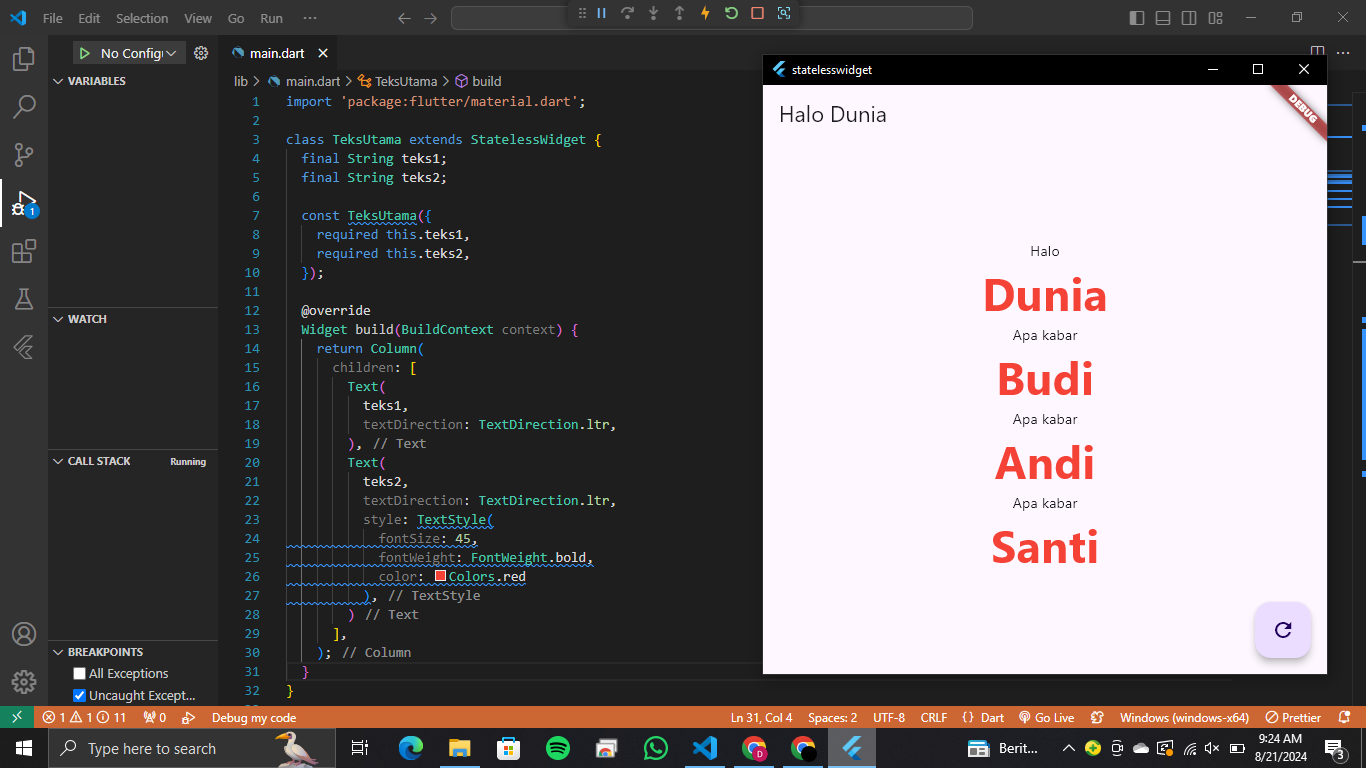 File Edit Selection View Go Run ···
No Config
main.dart
VARIABLES
WATCH
CALL STACK Running
BREAKPOINTS
All Exceptions
Uncaught Except...
1
lib > main.dart > TeksUtama > build
1 import 'package:flutter/material.dart';
2
3 class TeksUtama extends StatelessWidget {
4 final String teks1;
5 final String teks2;
6
7 const TeksUtama({
8 required this.teks1,
9 required this.teks2,
10 });
11
12 @override
13 Widget build(BuildContext context) {
14 return Column(
15 children: [
16 Text(
17 teks1,
18 textDirection: TextDirection.ltr,
19 ), // Text
20 Text(
21 teks2,
22 textDirection: TextDirection.ltr,
23 style: TextStyle(
24 fontSize: 45,
25 fontWeight: FontWeight.bold,
26 color: Colors.red
27 ), // TextStyle
28 ) // Text
29 ],
30 ); // Column
31 }
32 }
statelesswidget
DEBUG
Halo Dunia
Halo
Dunia
Apa kabar
Budi
Apa kabar
Andi
Apa kabar
Santi
1 1 11 0 Debug my code Ln 31, Col 4 Spaces: 2 UTF-8 CRLF {} Dart Go Live Windows (windows-x64) Prettier
Type here to search
D
Berit...
9:24 AM
8/21/2024
3